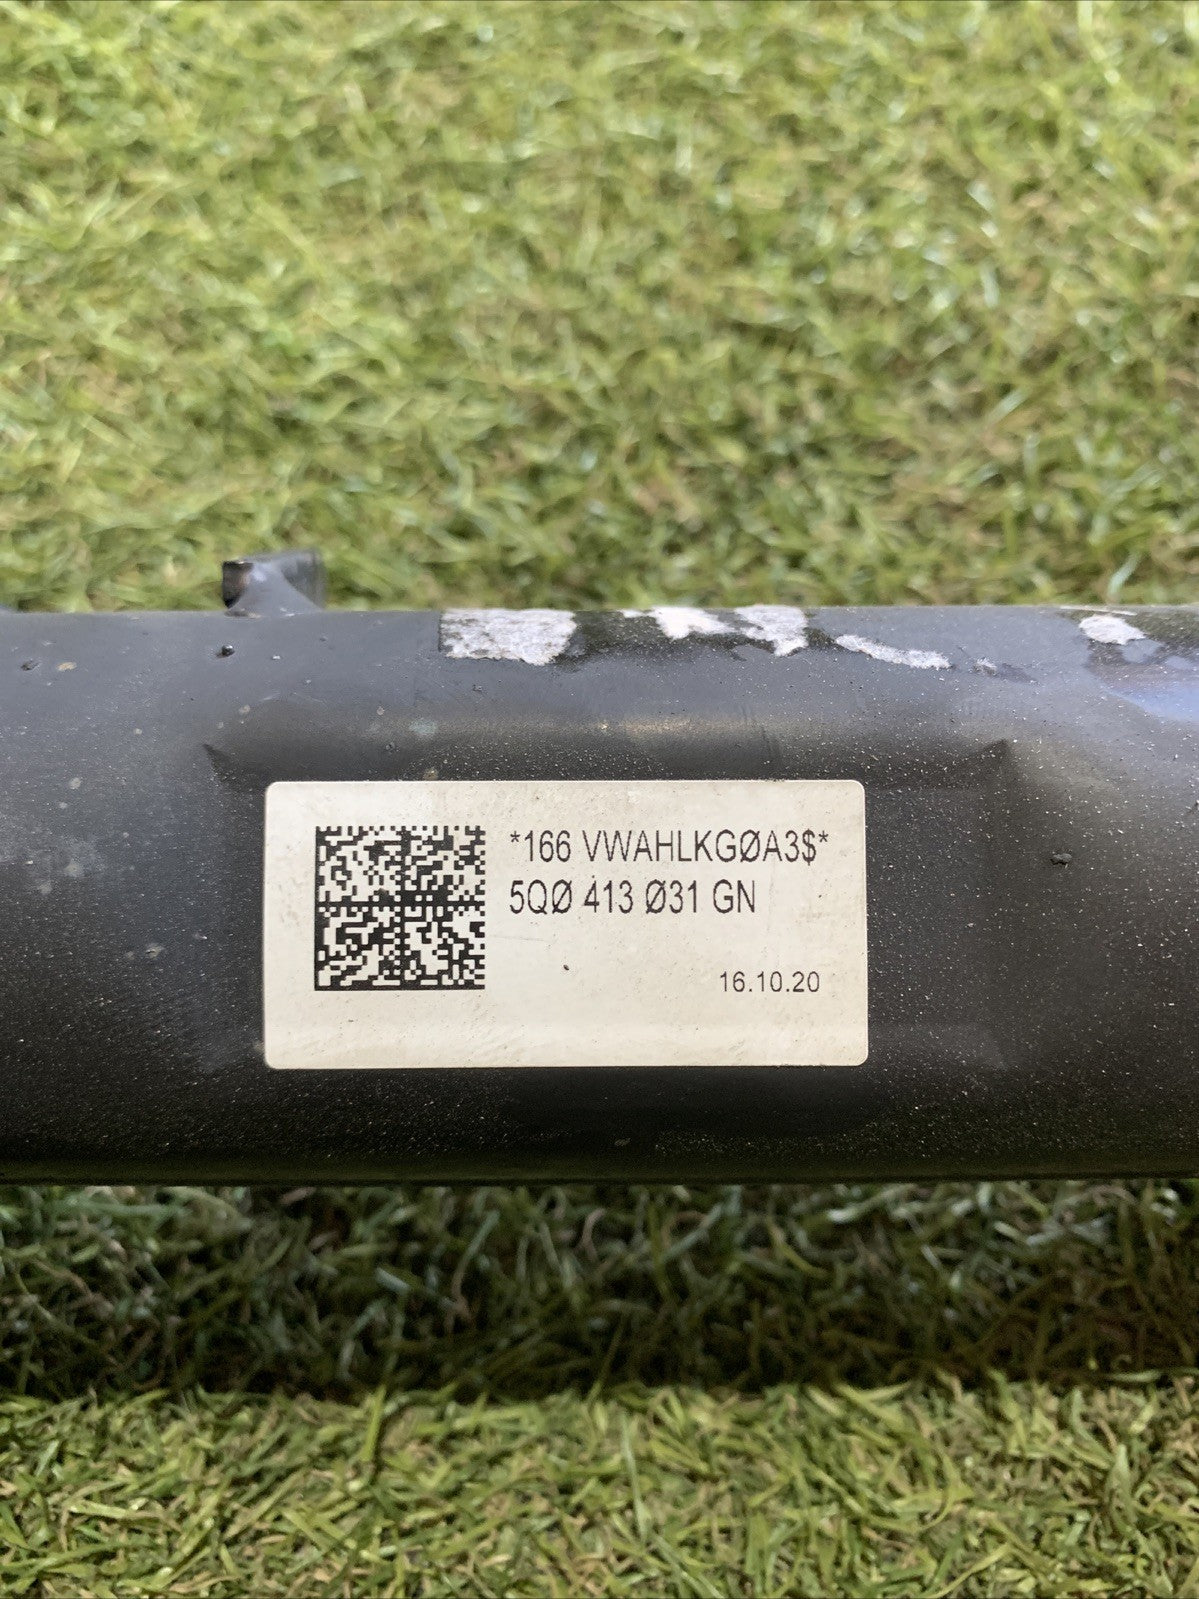 *166 VWAHLKGØA3$*
5QØ 413 Ø31 GN
16.10.20